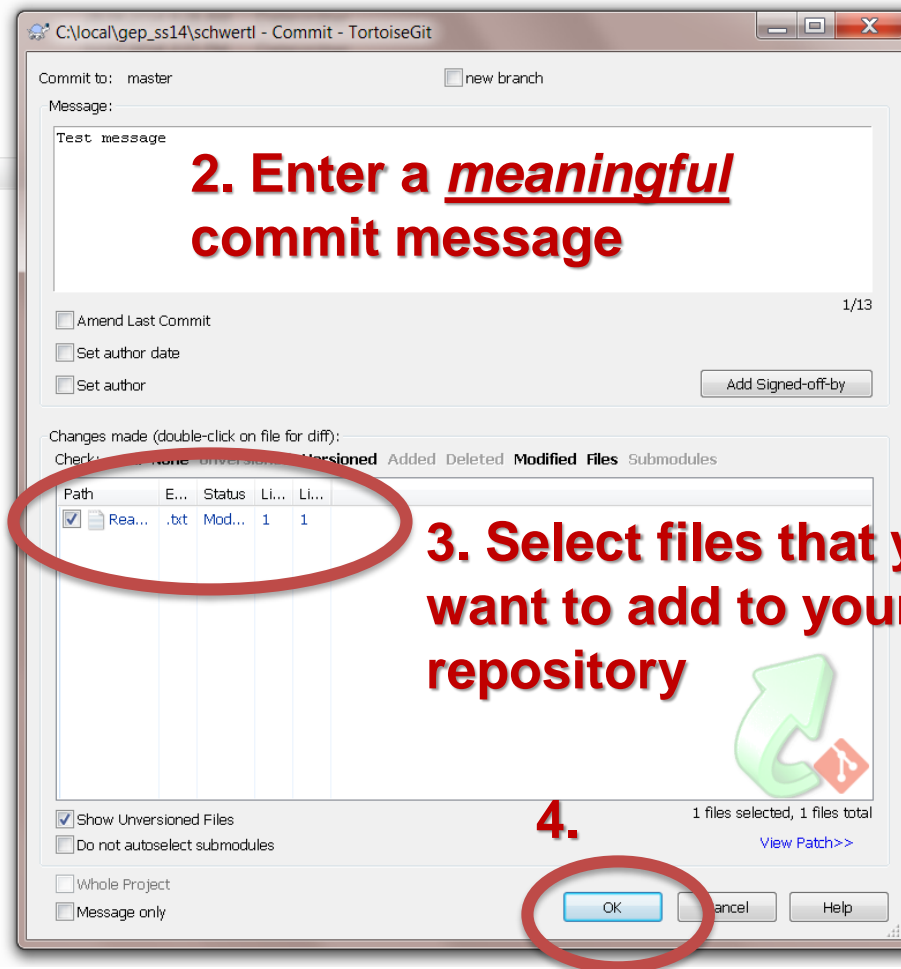 C:\local\gep_ss14\schwertl - Commit - TortoiseGit
Commit to: master new branch
Message:
Test message
2. Enter a meaningful
commit message
1/13
Amend Last Commit
Set author date
Set author Add Signed-off-by
Changes made (double-click on file for diff):
None Versioned Added Deleted Modified Files Submodules
Path E... Status Li... Li...
Rea... .txt Mod... 1 1
3. Select files that
want to add to your
repository
Show Unversioned Files 1 files selected, 1 files total
4.
Do not autoselect submodules View Patch>>
Whole Project
Message only OK Cancel Help